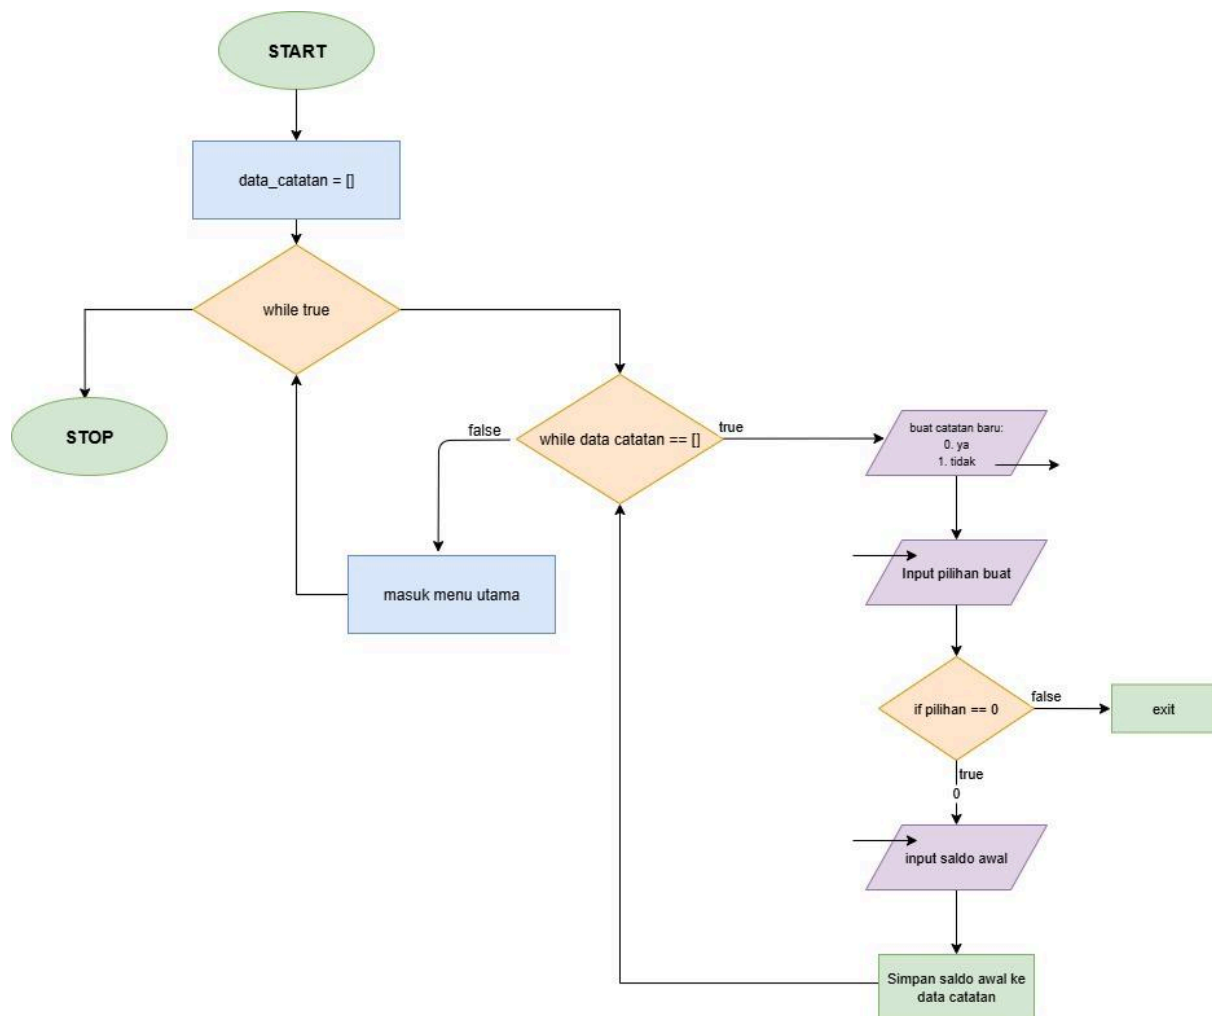 START
data_catatan = []
while true
STOP
while data catatan == []
false
true
masuk menu utama
buat catatan baru:
0. ya
1. tidak
Input pilihan buat
if pilihan == 0
false
exit
true
0
input saldo awal
Simpan saldo awal ke
data catatan